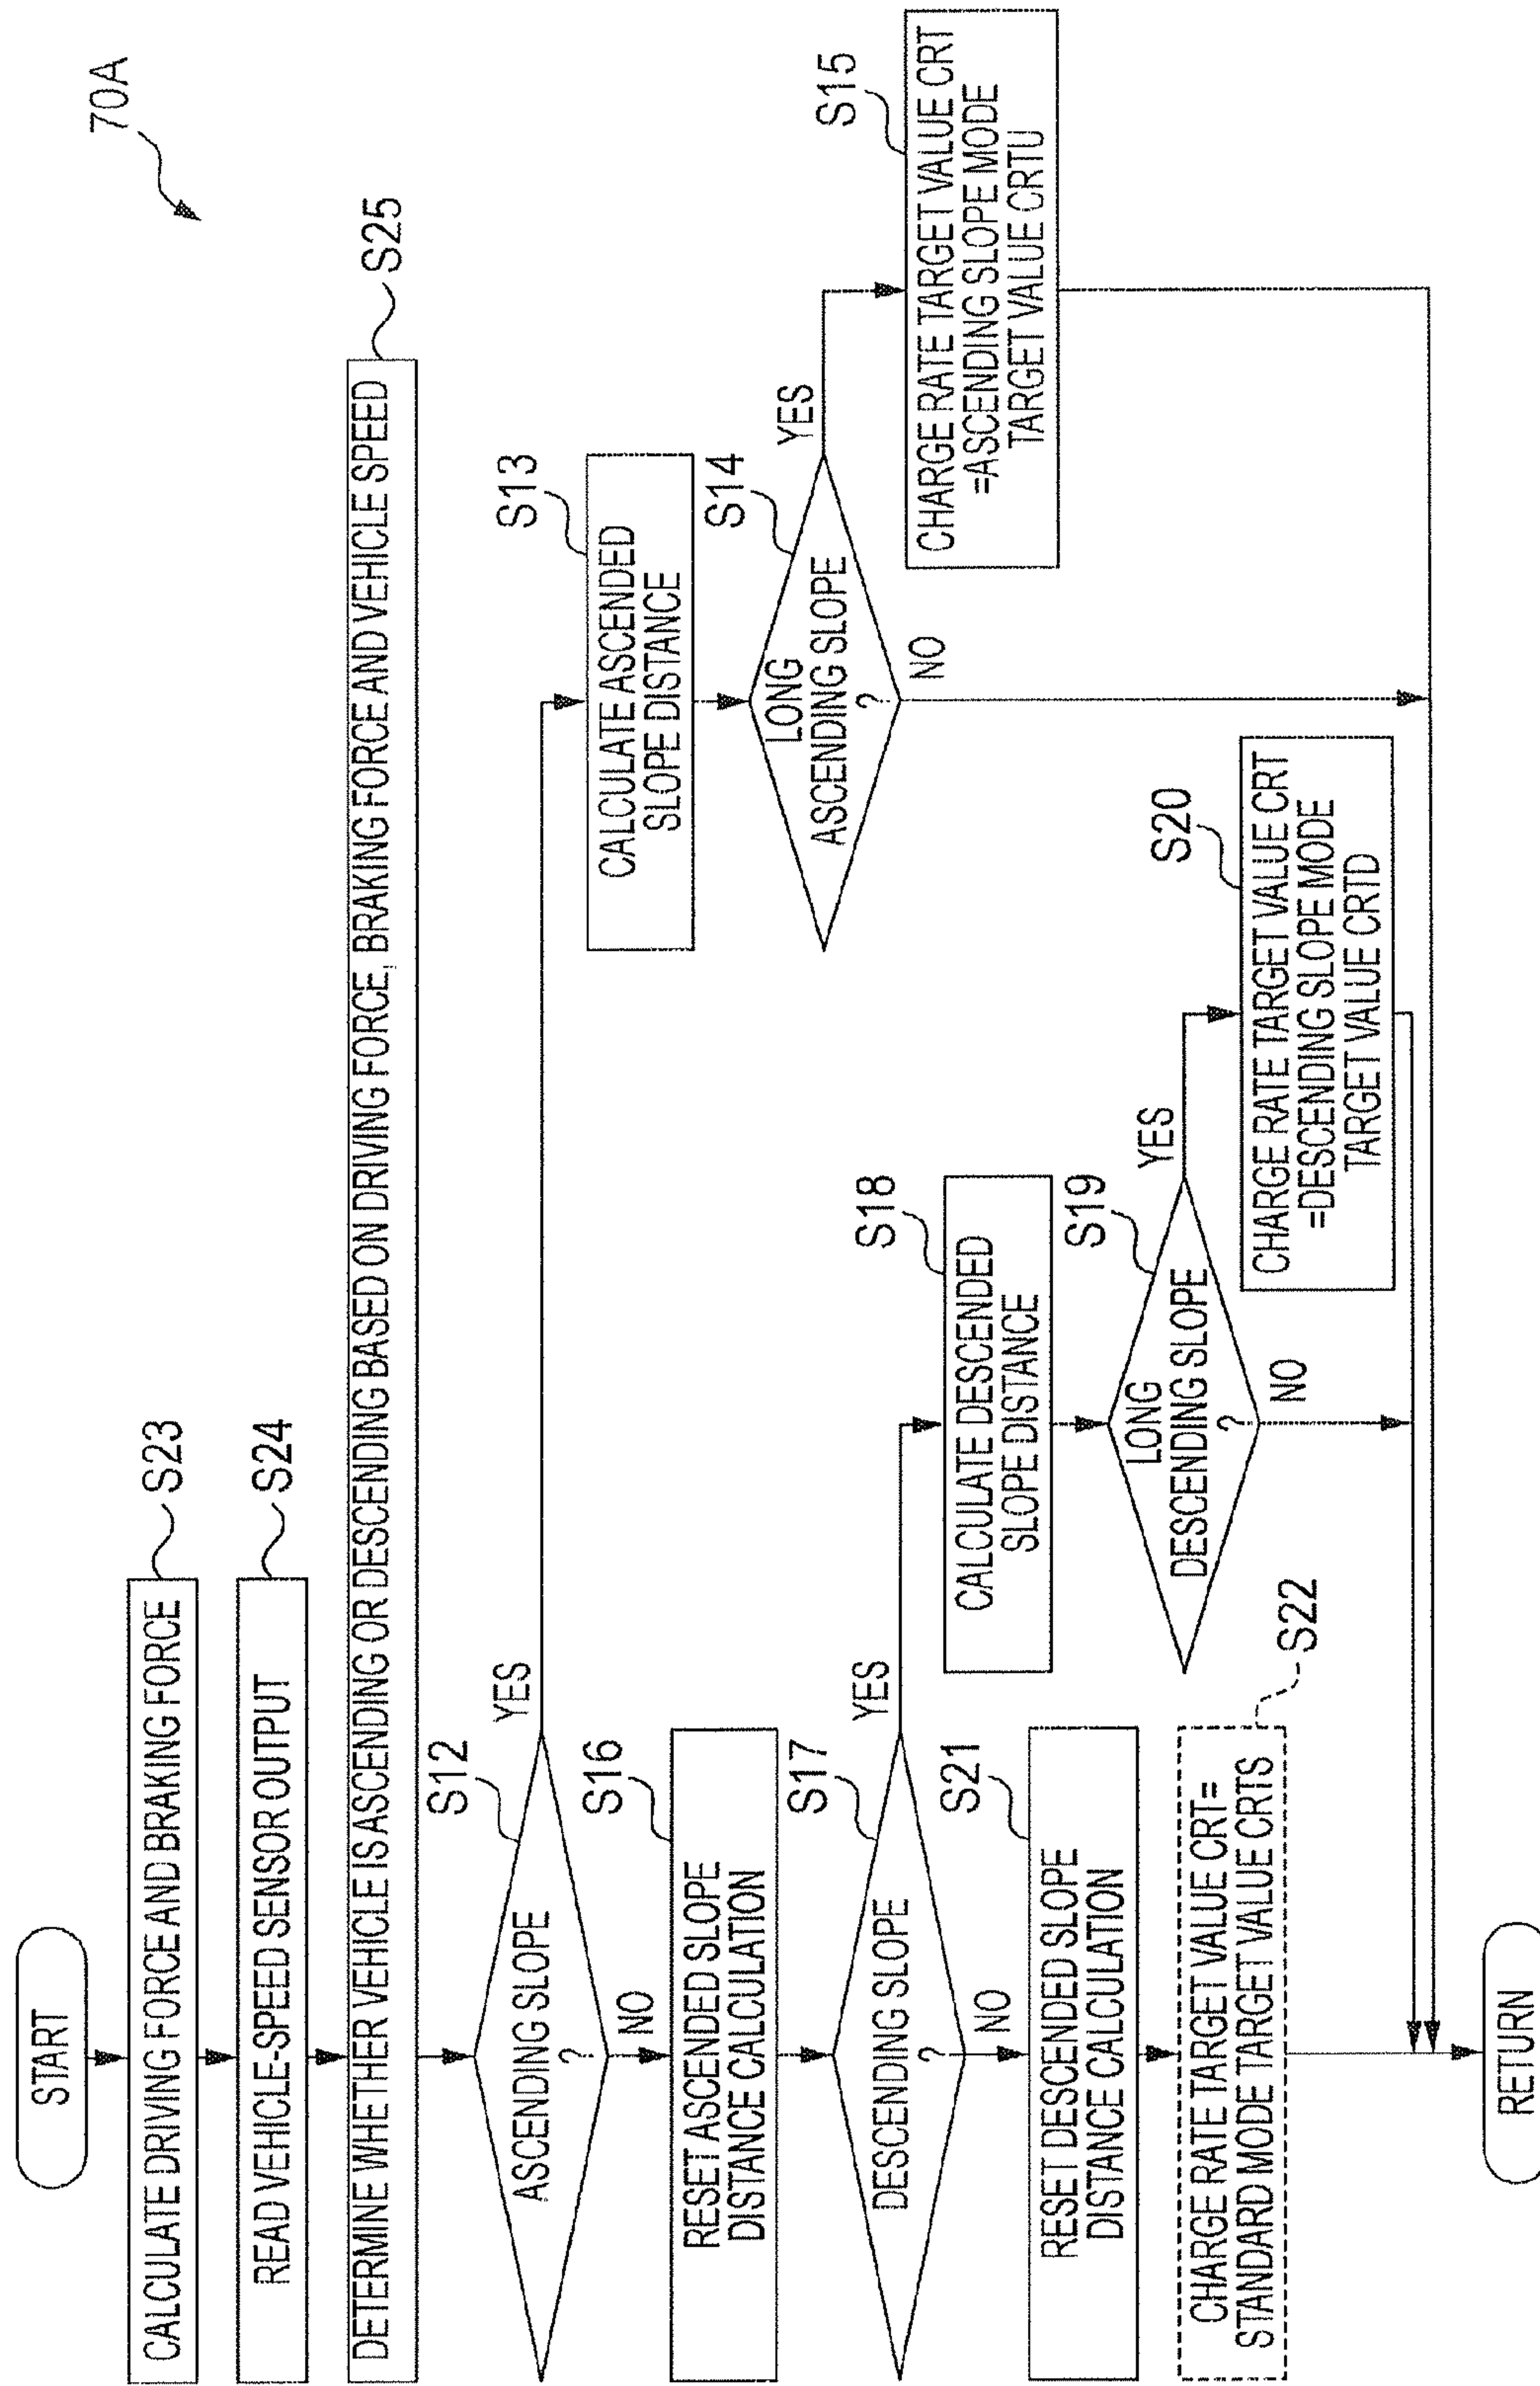 70A
START
CALCULATE DRIVING FORCE AND BRAKING FORCE
S23
READ VEHICLE-SPEED SENSOR OUTPUT
S24
DETERMINE WHETHER VEHICLE IS ASCENDING OR DESCENDING BASED ON DRIVING FORCE, BRAKING FORCE AND VEHICLE SPEED
S25
S12
ASCENDING SLOPE
?
YES
NO
S13
CALCULATE ASCENDED
SLOPE DISTANCE
S14
LONG
ASCENDING SLOPE
?
YES
NO
S15
CHARGE RATE TARGET VALUE CRT
=ASCENDING SLOPE MODE
TARGET VALUE CRTU
S16
RESET ASCENDED SLOPE
DISTANCE CALCULATION
S17
DESCENDING SLOPE
?
YES
NO
S18
CALCULATE DESCENDED
SLOPE DISTANCE
S19
LONG
DESCENDING SLOPE
?
YES
NO
S20
CHARGE RATE TARGET VALUE CRT
=DESCENDING SLOPE MODE
TARGET VALUE CRTD
S21
RESET DESCENDED SLOPE
DISTANCE CALCULATION
S22
CHARGE RATE TARGET VALUE CRT=
STANDARD MODE TARGET VALUE CRTS
RETURN